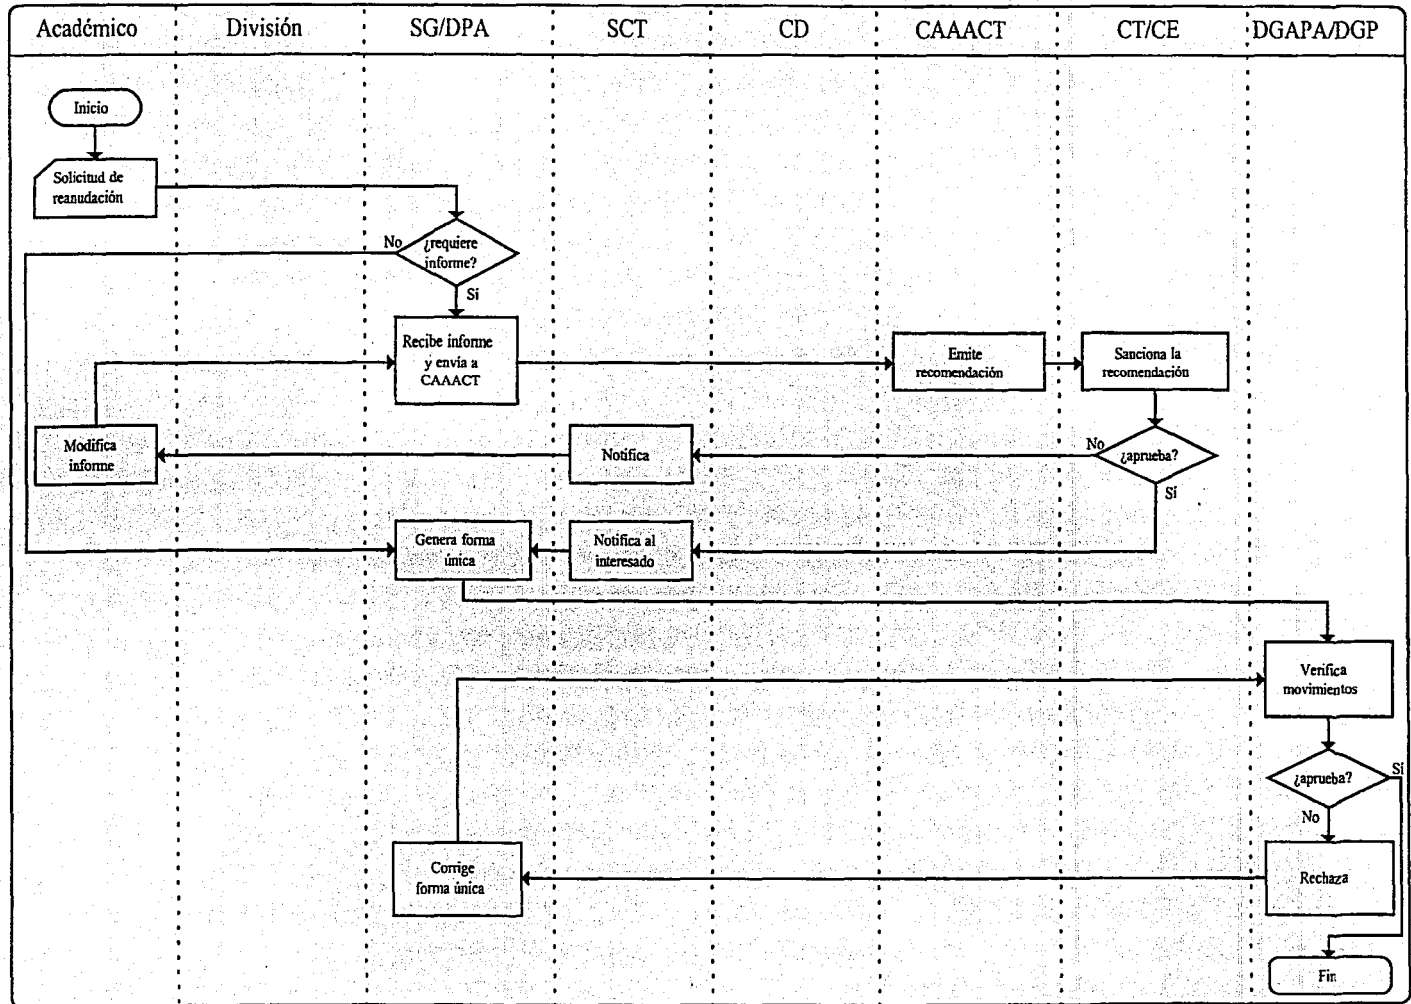 Académico
División
SG/DPA
SCT
CD
CAAACT
CT/CE
DGAPA/DGP
Inicio
Solicitud de
reanudación
No
¿requiere
informe?
Sí
Recibe informe
y envía a
CAAACT
Emite
recomendación
Sanciona la
recomendación
Modifica
informe
Notifica
No
¿aprueba?
Sí
Genera forma
única
Notifica al
interesado
Verifica
movimientos
¿aprueba?
Sí
No
Corrige
forma única
Rechaza
Fin